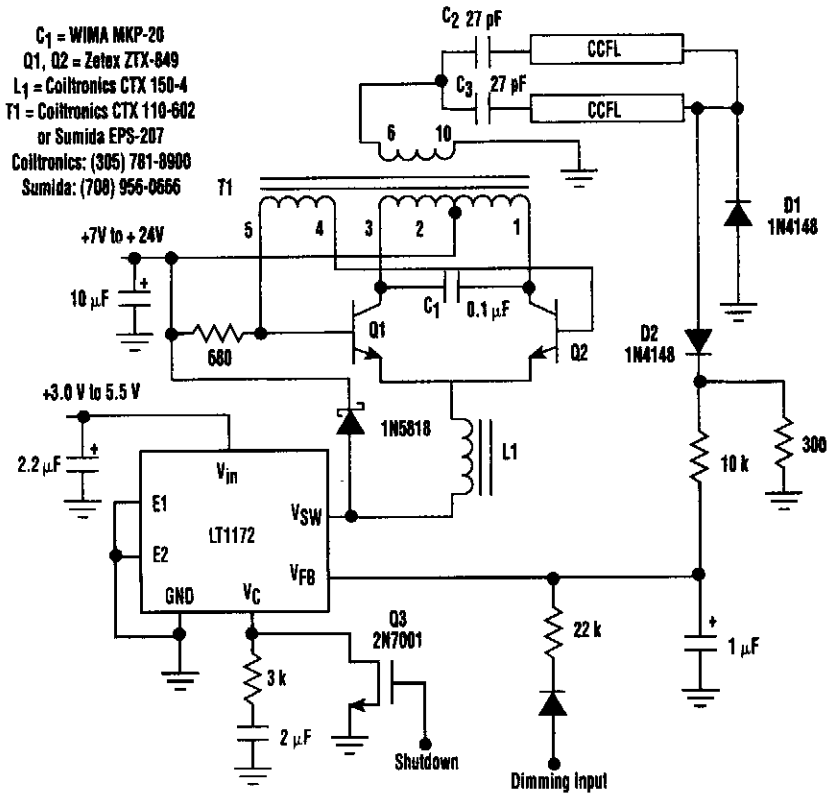 C1 = WIMA MKP-20
Q1, Q2 = Zetex ZTX-849
L1 = Coiltronics CTX 150-4
T1 = Coiltronics CTX 110-602
or Sumida EPS-207
Coiltronics: (305) 781-8900
Sumida: (708) 956-0666
C2 27 pF
CCFL
C3 27 pF
CCFL
6 10
T1
5 4 3 2 1
D1
1N4148
+7V to + 24V
10 µF
+
680
Q1
C1 0.1 µF
Q2
D2
1N4148
+3.0 V to 5.5 V
2.2 µF
+
1N5818
L1
10 k
300
Vin
E1
E2
LT1172
VSW
VFB
GND
VC
Q3
2N7001
22 k
+
1 µF
3 k
2 µF
Shutdown
Dimming Input